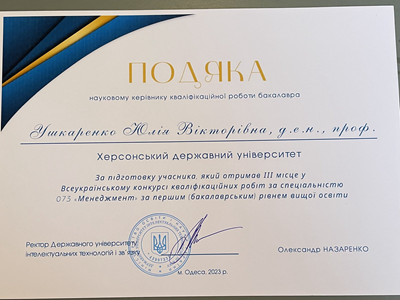 ПОДЯКА
науковому керівнику кваліфікаційної роботи бакалавра
Ушкаренко Юлія Вікторівна, д.е.н., проф.
Херсонський державний університет
За підготовку учасника, який отримав III місце у
Всеукраїнському конкурсі кваліфікаційних робіт за спеціальністю
073 «Менеджмент» за першим (бакалаврським) рівнем вищої освіти
Ректор Державного університету
інтелектуальних технологій і зв'язку
Олександр НАЗАРЕНКО
м. Одеса, 2023 р.